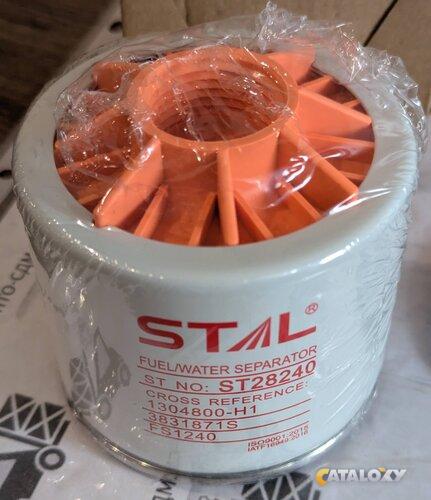 STAL®
FUEL/WATER SEPARATOR
ST NO: ST28240
CROSS REFERENCE:
1304800-H1
3831871S
FS1240
ISO9001-2015
IATF16949-2016
CATALOXY